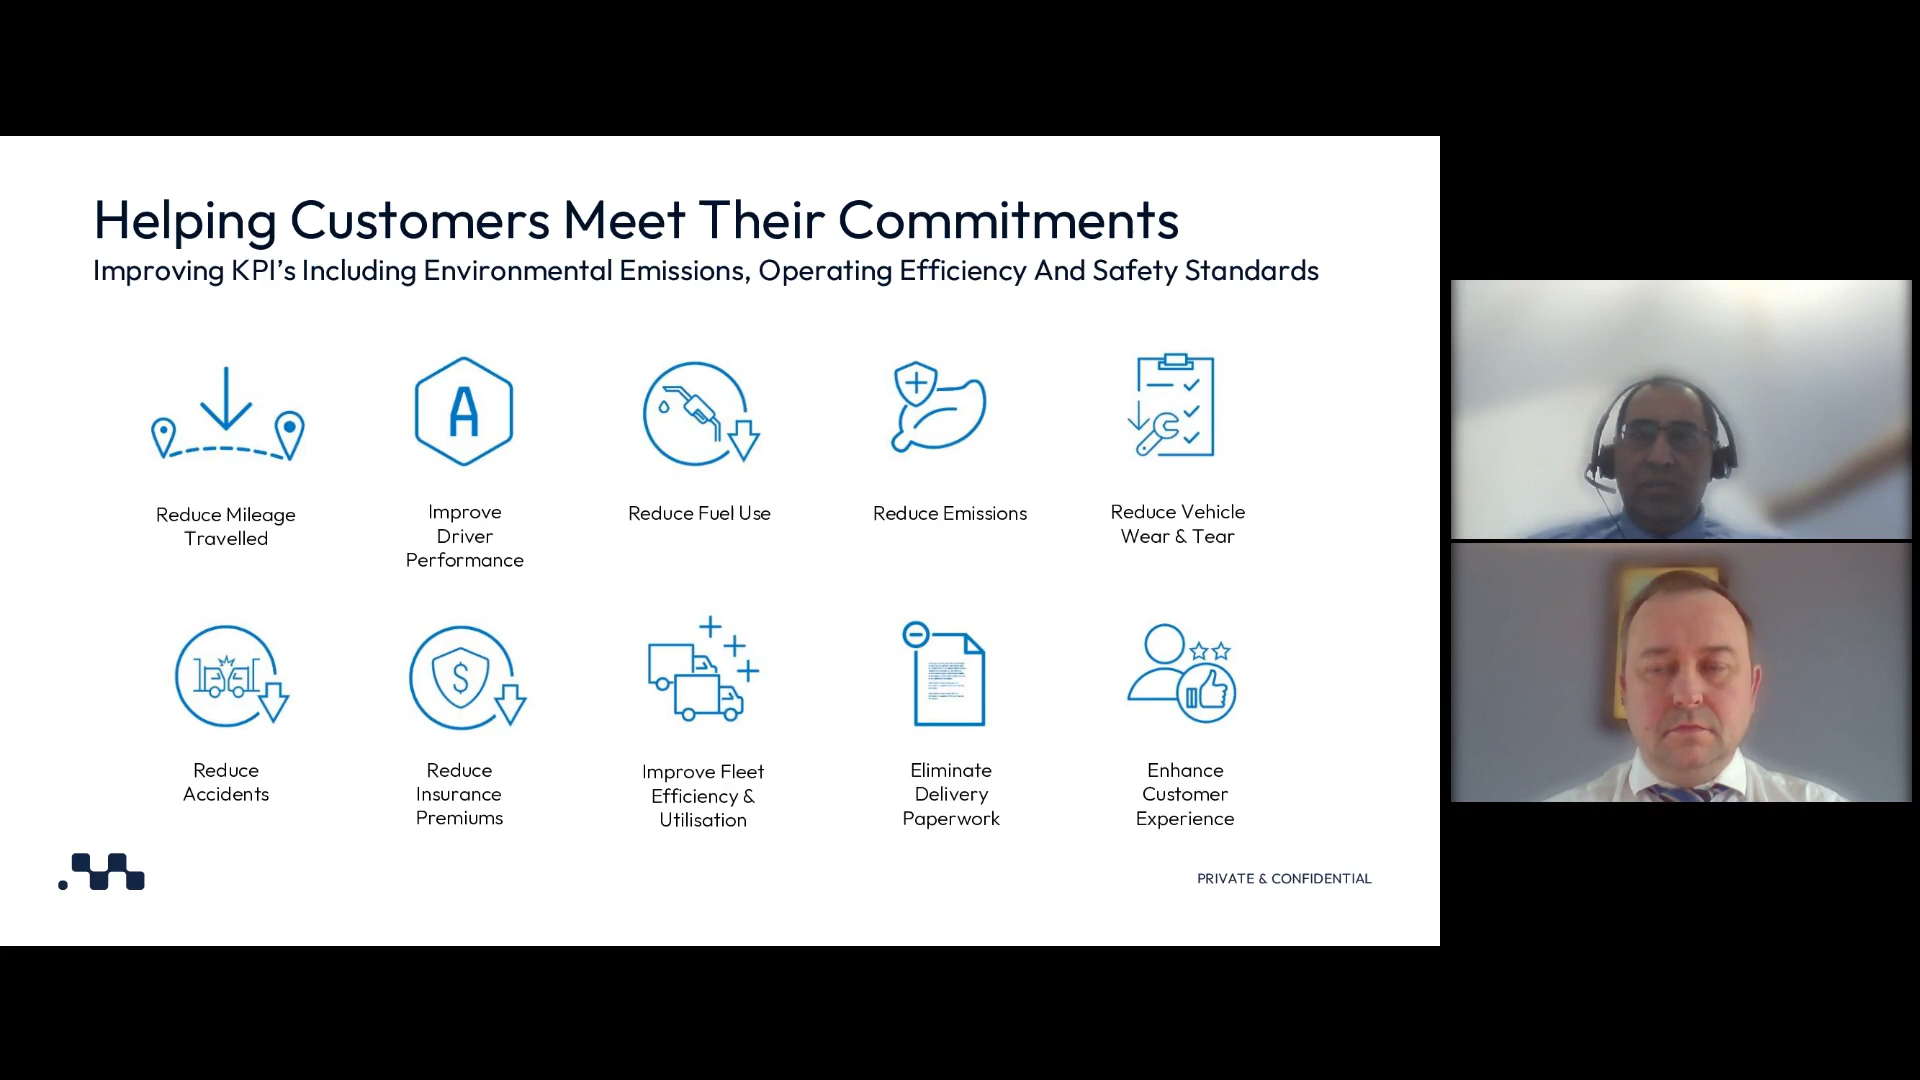 Helping Customers Meet Their Commitments
Improving KPI's Including Environmental Emissions, Operating Efficiency And Safety Standards
A
Reduce Mileage
Travelled
Improve
Driver
Performance
Reduce Fuel Use
Reduce Emissions
Reduce Vehicle
Wear & Tear
$
Reduce
Accidents
Reduce
Insurance
Premiums
Improve Fleet
Efficiency &
Utilisation
Eliminate
Delivery
Paperwork
Enhance
Customer
Experience
PRIVATE & CONFIDENTIAL